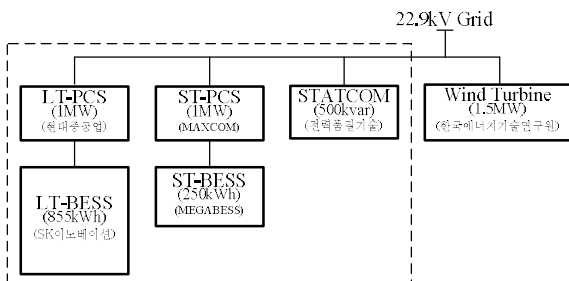 22.9kV Grid
LT-PCS
(1MW)
(현대중공업)
ST-PCS
(1MW)
(MAXCOM)
STATCOM
(500kvar)
(전력품질기술)
Wind Turbine
(1.5MW)
(한국에너지기술연구원)
LT-BESS
(855kWh)
(SK이노베이션)
ST-BESS
(250kWh)
(MEGABESS)